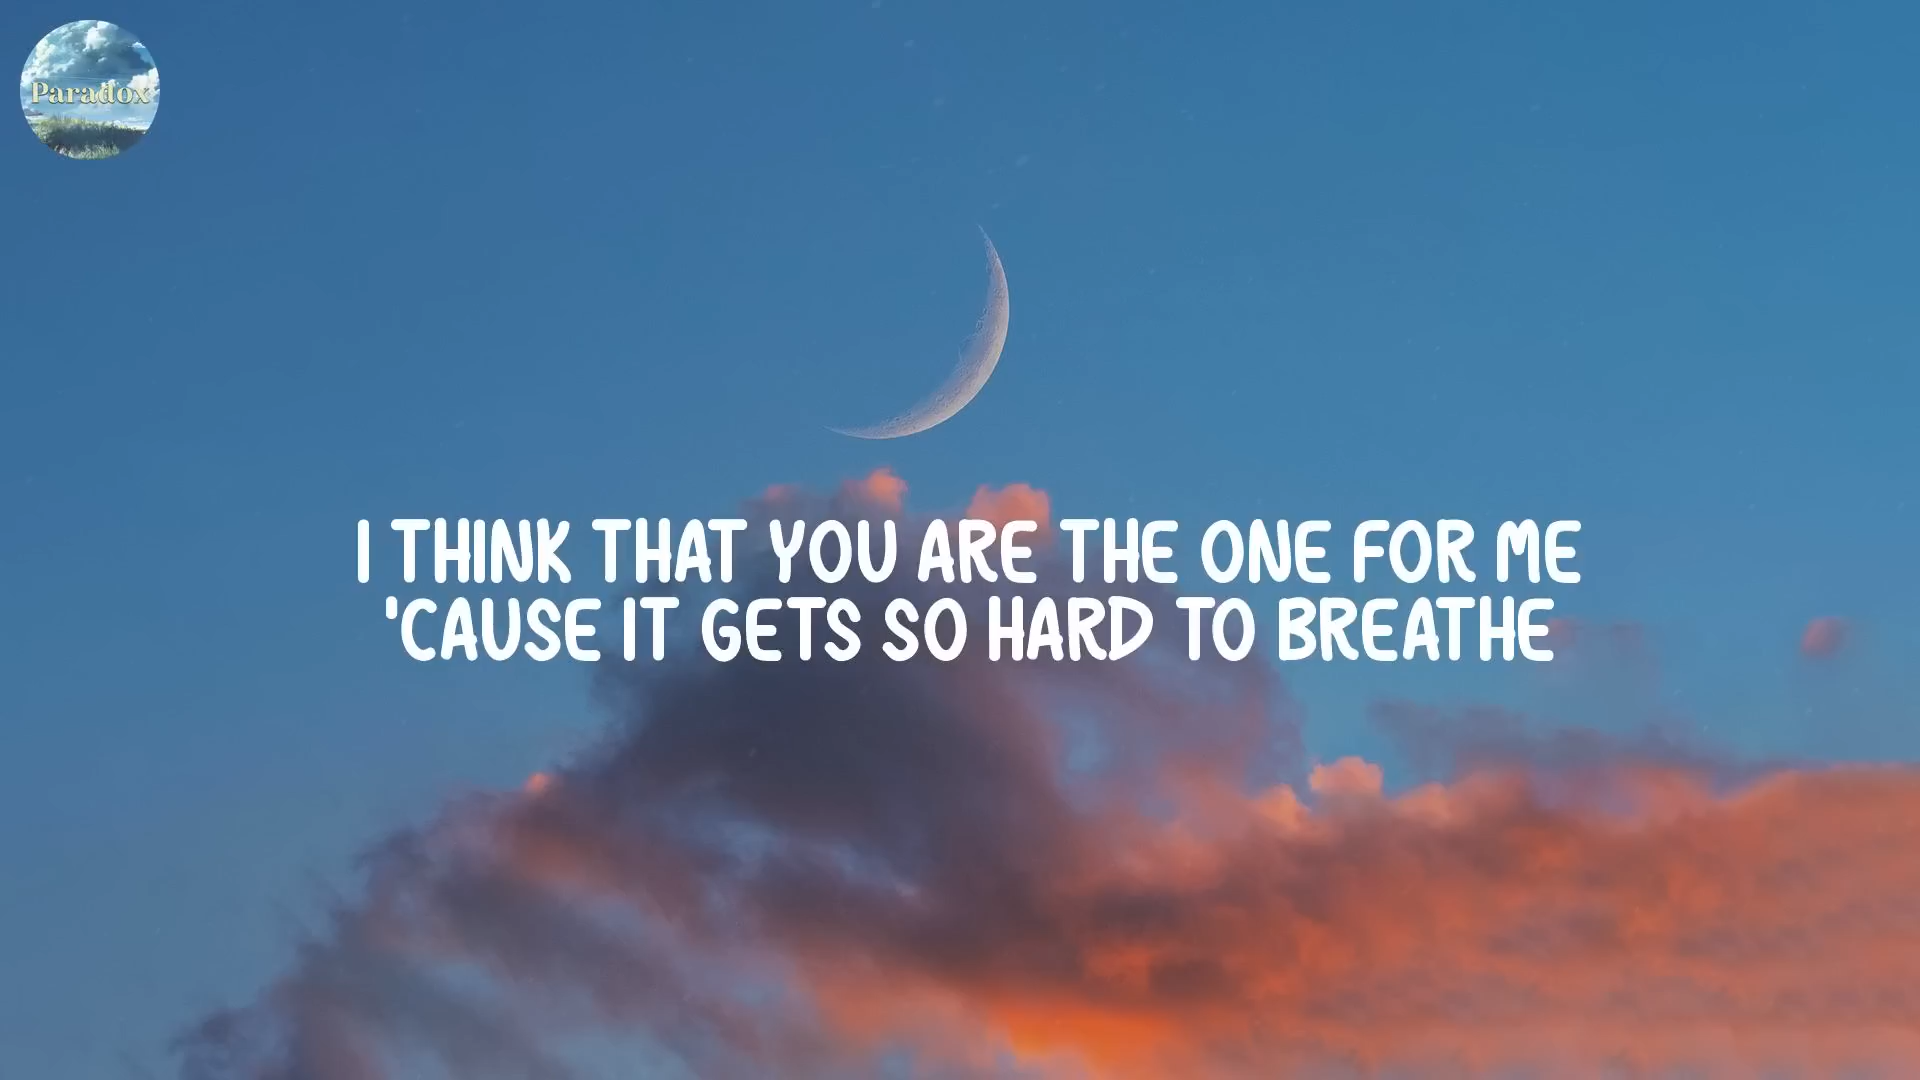 Paradox
I THINK THAT YOU ARE THE ONE FOR ME
'CAUSE IT GETS SO HARD TO BREATHE